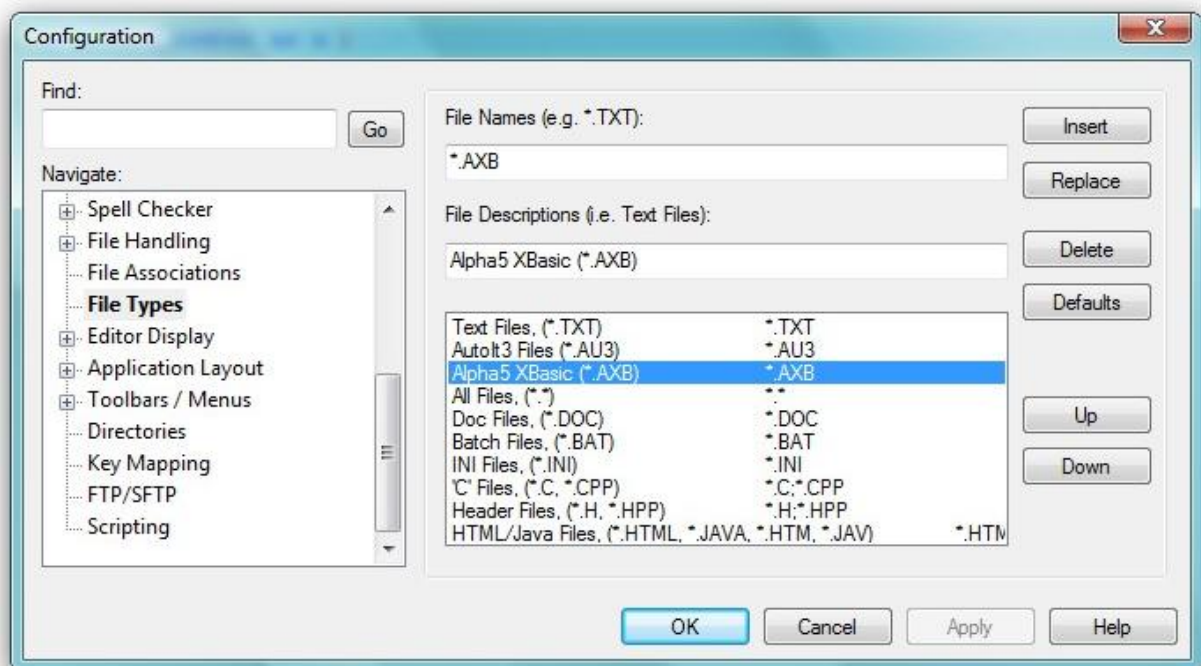 Configuration
Find:
Go
Navigate:
Spell Checker
File Handling
File Associations
File Types
Editor Display
Application Layout
Toolbars / Menus
Directories
Key Mapping
FTP/SFTP
Scripting
File Names (e.g. *.TXT):
*.AXB
File Descriptions (i.e. Text Files):
Alpha5 XBasic (*.AXB)
Text Files, (*.TXT) *.TXT
AutoIt3 Files (*.AU3) *.AU3
Alpha5 XBasic (*.AXB) *.AXB
All Files, (*.*) *.*
Doc Files, (*.DOC) *.DOC
Batch Files, (*.BAT) *.BAT
INI Files, (*.INI) *.INI
'C' Files, (*.C, *.CPP) *.C;*.CPP
Header Files, (*.H, *.HPP) *.H;*.HPP
HTML/Java Files, (*.HTML, *.JAVA, *.HTM, *.JAV) *.HTM
Insert
Replace
Delete
Defaults
Up
Down
OK
Cancel
Apply
Help